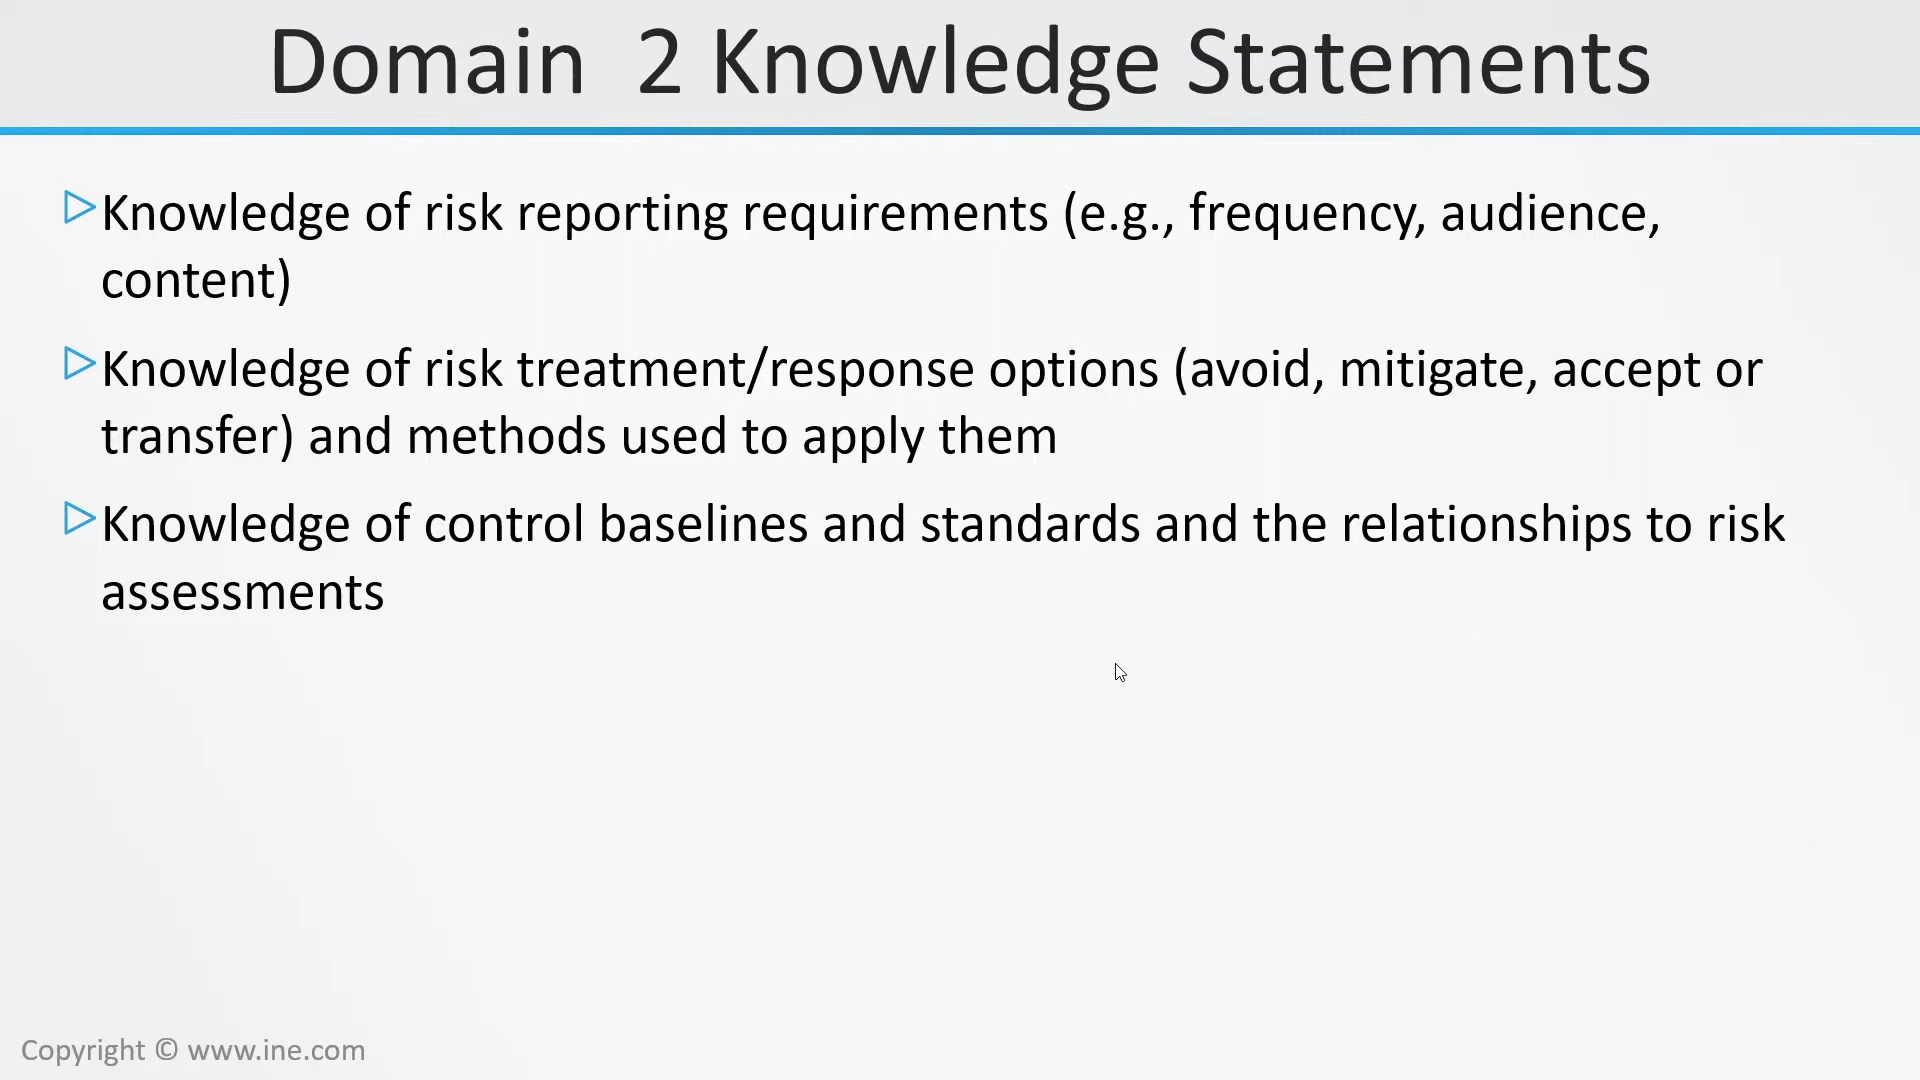 Domain  2 Knowledge Statements
Knowledge of risk reporting requirements (e.g., frequency, audience,
content)
Knowledge of risk treatment/response options (avoid, mitigate, accept or
transfer) and methods used to apply them
Knowledge of control baselines and standards and the relationships to risk
assessments
Copyright © www.ine.com